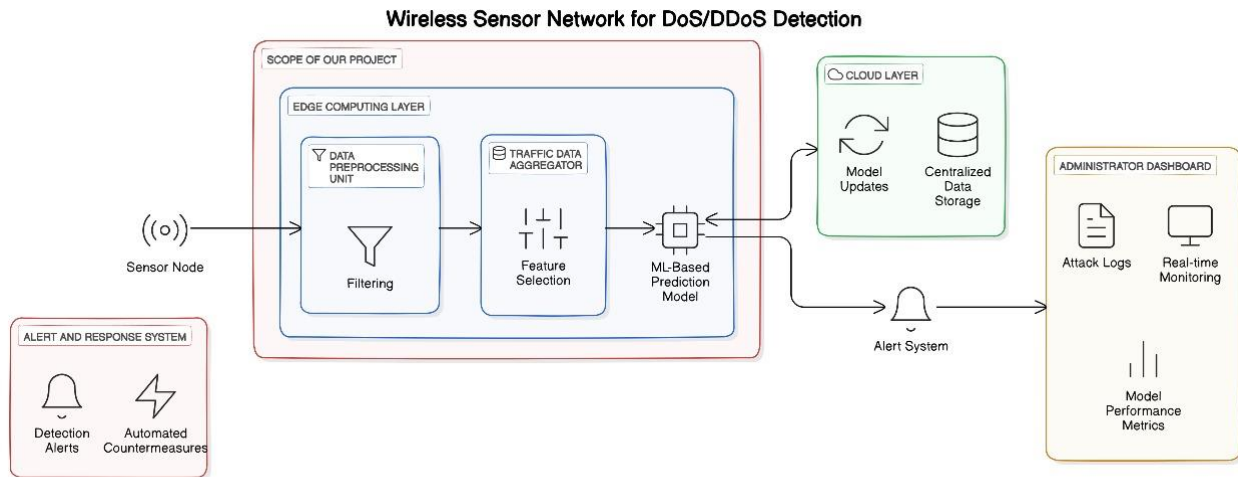 Wireless Sensor Network for DoS/DDoS Detection
SCOPE OF OUR PROJECT
EDGE COMPUTING LAYER
DATA
PREPROCESSING
UNIT
Filtering
TRAFFIC DATA
AGGREGATOR
Feature
Selection
ML-Based
Prediction
Model
Sensor Node
CLOUD LAYER
Model
Updates
Centralized
Data
Storage
Alert System
ADMINISTRATOR DASHBOARD
Attack Logs
Real-time
Monitoring
Model
Performance
Metrics
ALERT AND RESPONSE SYSTEM
Detection
Alerts
Automated
Countermeasures